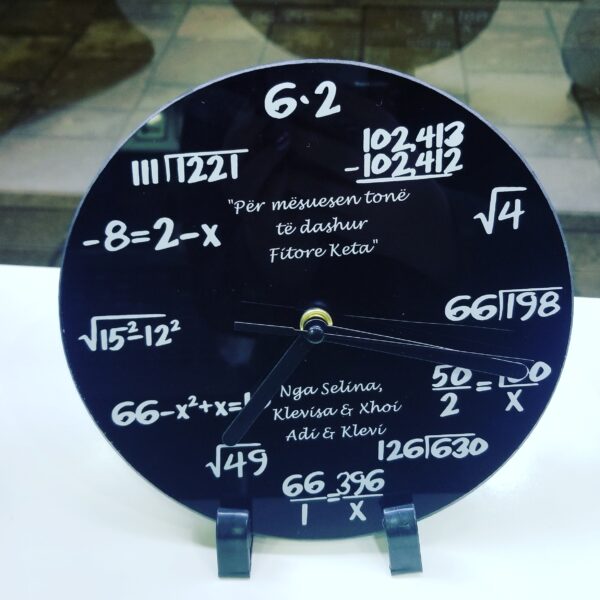 6·2
102,413
-102,412
111⟌1221
"Për mësuesen tonë
të dashur
Fitore Keta"
√4
-8=2-x
66⟌198
√15²-12²
50/2=100/x
Nga Selina,
Klevisa & Xhoi
Adi & Klevi
66-x²+x=
126⟌630
√49
66/1=396/x